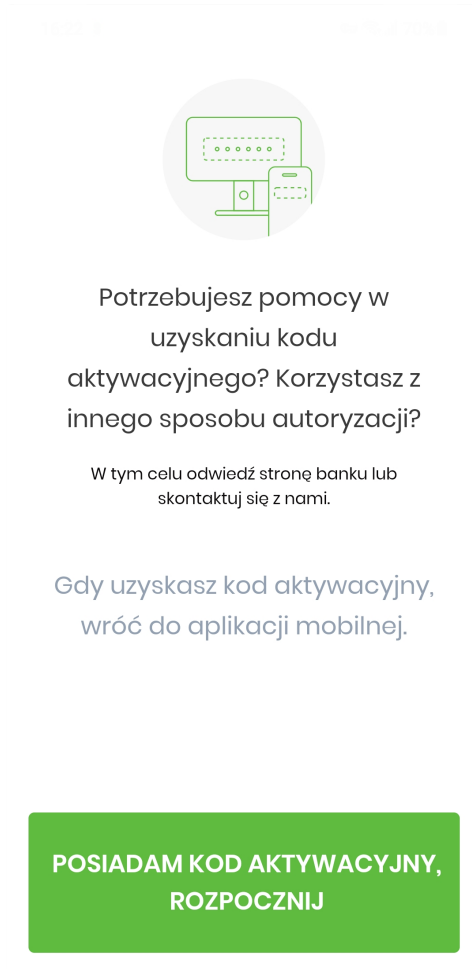 Potrzebujesz pomocy w
uzyskaniu kodu
aktywacyjnego? Korzystasz z
innego sposobu autoryzacji?
W tym celu odwiedź stronę banku lub
skontaktuj się z nami.
Gdy uzyskasz kod aktywacyjny,
wróć do aplikacji mobilnej.
POSIADAM KOD AKTYWACYJNY,
ROZPOCZNIJ